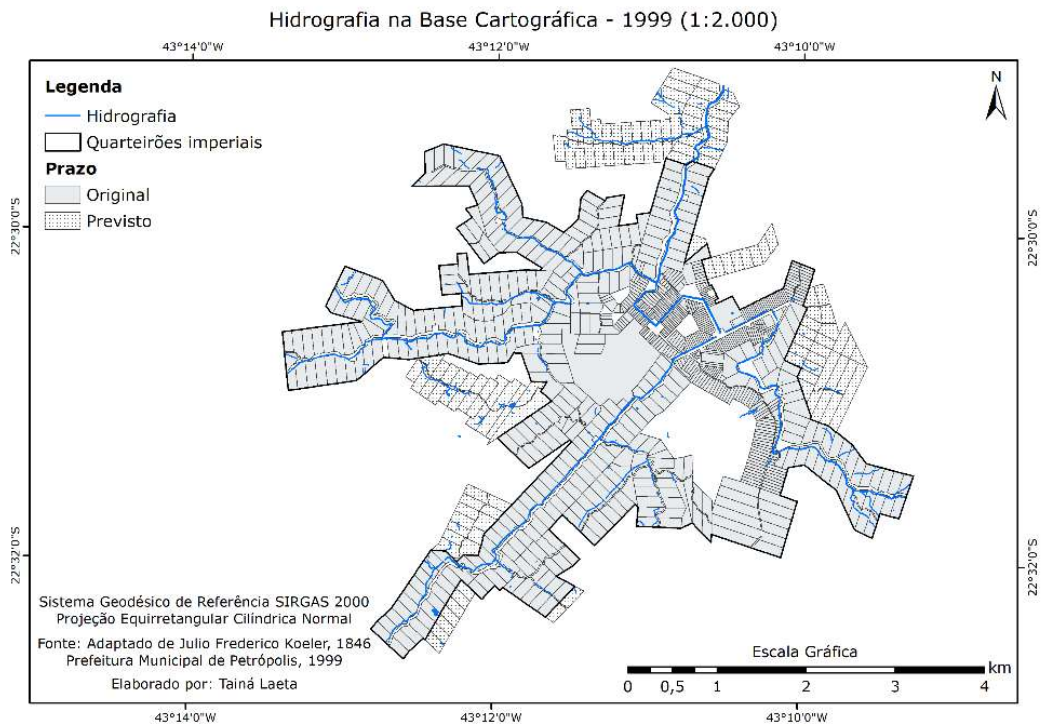 Hidrografia na Base Cartográfica - 1999 (1:2.000)
43°14'0"W 43°12'0"W 43°10'0"W
Legenda
Hidrografia
Quarteirões imperiais
Prazo
Original
Previsto
N
22°30'0"S 22°30'0"S
22°32'0"S 22°32'0"S
Sistema Geodésico de Referência SIRGAS 2000
Projeção Equirretangular Cilíndrica Normal
Fonte: Adaptado de Julio Frederico Koeler, 1846
Prefeitura Municipal de Petrópolis, 1999
Elaborado por: Tainá Laeta
Escala Gráfica
km
0 0,5 1 2 3 4
43°14'0"W 43°12'0"W 43°10'0"W